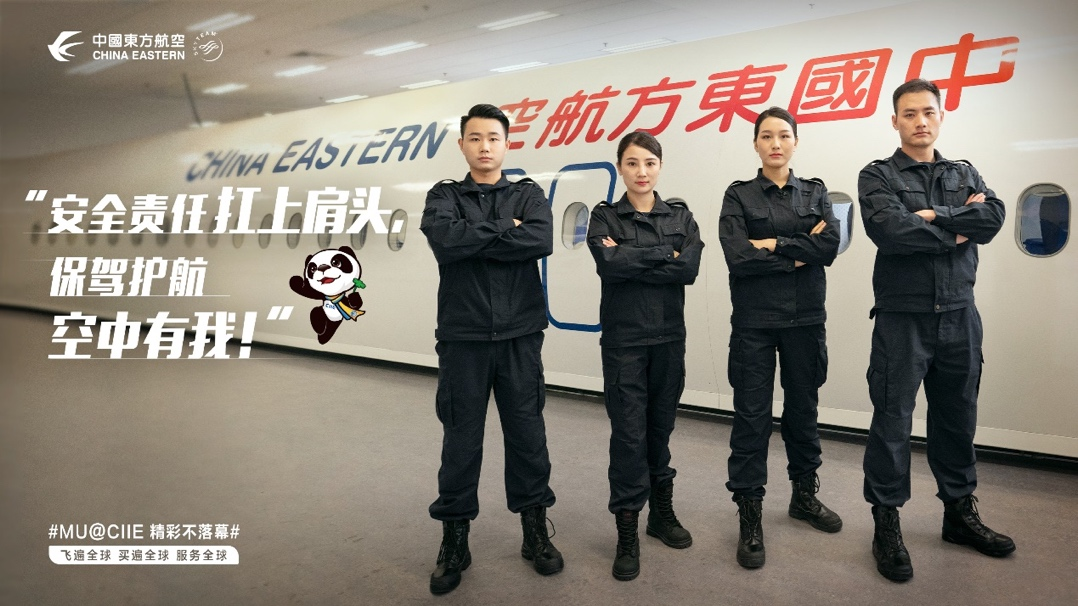 中國東方航空
CHINA EASTERN
SKYTEAM
CHINA EASTERN 空航方東國中
“安全责任扛上肩头，
保驾护航
空中有我！”
CIIE
#MU@CIIE 精彩不落幕#
飞遍全球 买遍全球 服务全球